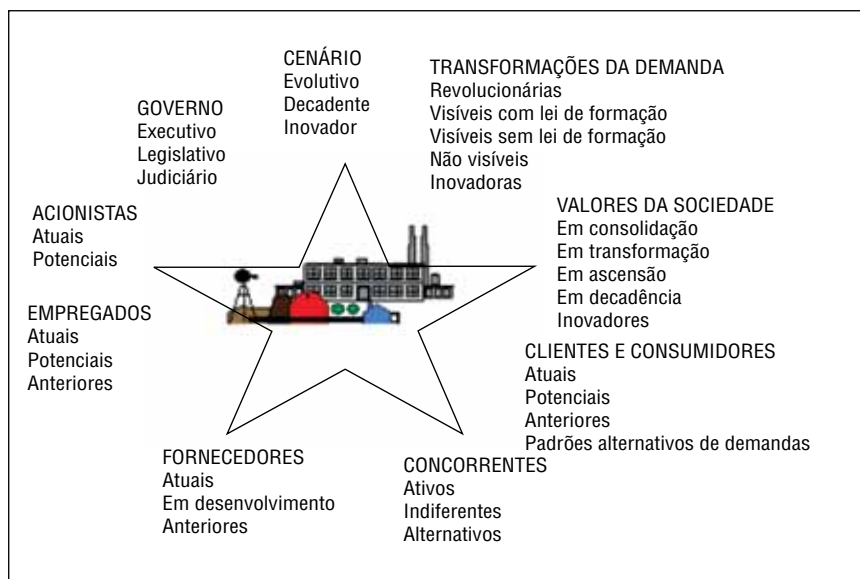 CENÁRIO
Evolutivo
Decadente
Inovador
TRANSFORMAÇÕES DA DEMANDA
Revolucionárias
Visíveis com lei de formação
Visíveis sem lei de formação
Não visíveis
Inovadoras
GOVERNO
Executivo
Legislativo
Judiciário
ACIONISTAS
Atuais
Potenciais
VALORES DA SOCIEDADE
Em consolidação
Em transformação
Em ascensão
Em decadência
Inovadores
EMPREGADOS
Atuais
Potenciais
Anteriores
CLIENTES E CONSUMIDORES
Atuais
Potenciais
Anteriores
Padrões alternativos de demandas
FORNECEDORES
Atuais
Em desenvolvimento
Anteriores
CONCORRENTES
Ativos
Indiferentes
Alternativos